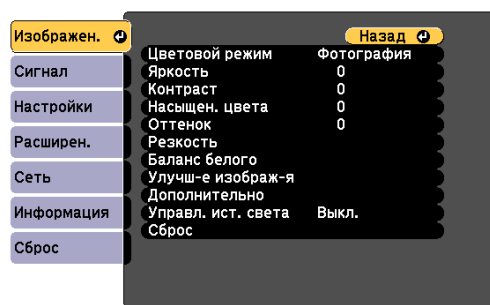 Изображен.
Сигнал
Настройки
Расширен.
Сеть
Информация
Сброс
Назад
Цветовой режим Фотография
Яркость 0
Контраст 0
Насыщен. цвета 0
Оттенок 0
Резкость
Баланс белого
Улучш-е изображ-я
Дополнительно
Управл. ист. света Выкл.
Сброс